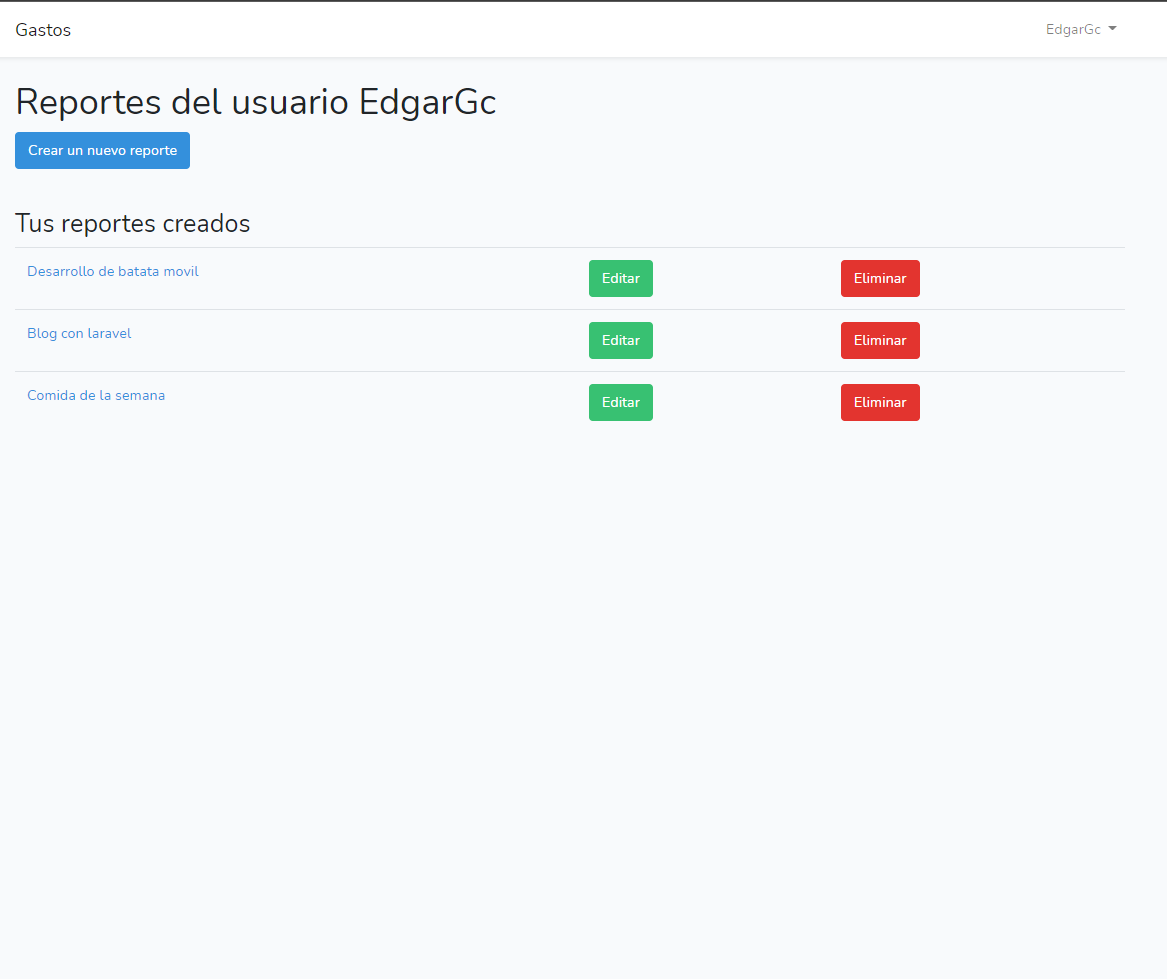 Gastos
EdgarGc
Reportes del usuario EdgarGc
Crear un nuevo reporte
Tus reportes creados
Desarrollo de batata movil Editar Eliminar
Blog con laravel Editar Eliminar
Comida de la semana Editar Eliminar